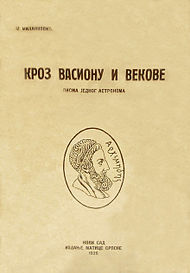 М. МИЛАНКОВИЋ
КРОЗ ВАСИОНУ И ВЕКОВЕ
ПИСМА ЈЕДНОГ АСТРОНОМА
НОВИ САД
ИЗДАЊЕ МАТИЦЕ СРПСКЕ
1928